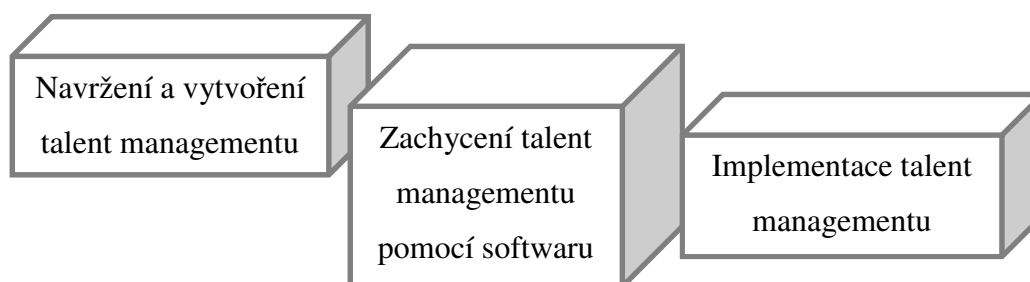 Navržení a vytvoření
talent managementu
Zachycení talent
managementu
pomocí softwaru
Implementace talent
managementu